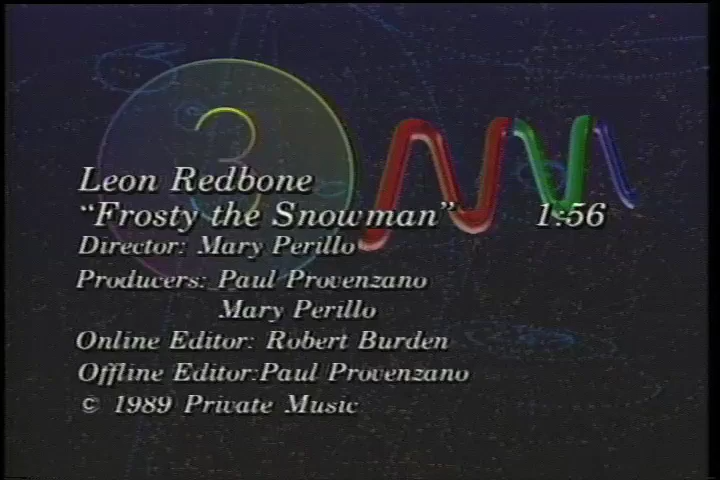 3
Leon Redbone
“Frosty the Snowman” 1:56
Director: Mary Perillo
Producers: Paul Provenzano
Mary Perillo
Online Editor: Robert Burden
Offline Editor:Paul Provenzano
© 1989 Private Music